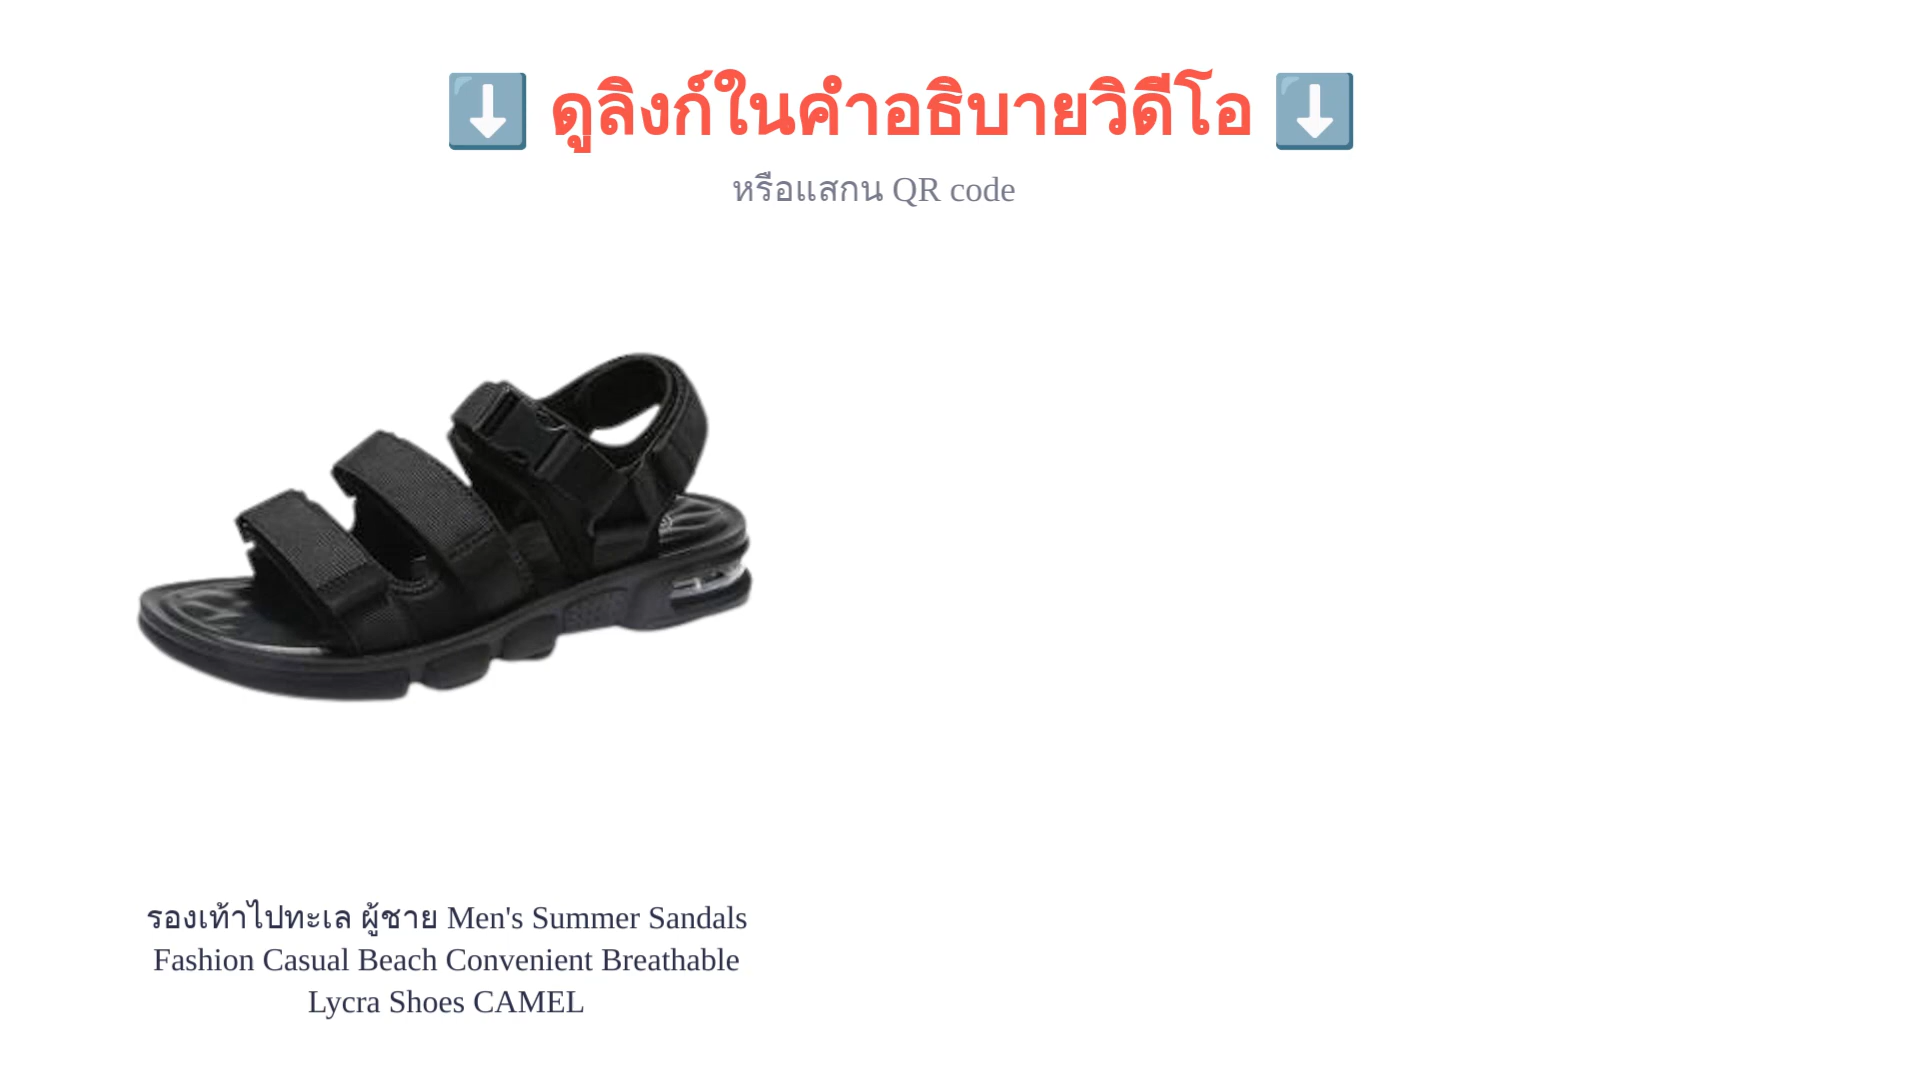 ⬇️ ดูลิงก์ในคำอธิบายวิดีโอ ⬇️
หรือแสกน QR code
รองเท้าไปทะเล ผู้ชาย Men's Summer Sandals
Fashion Casual Beach Convenient Breathable
Lycra Shoes CAMEL